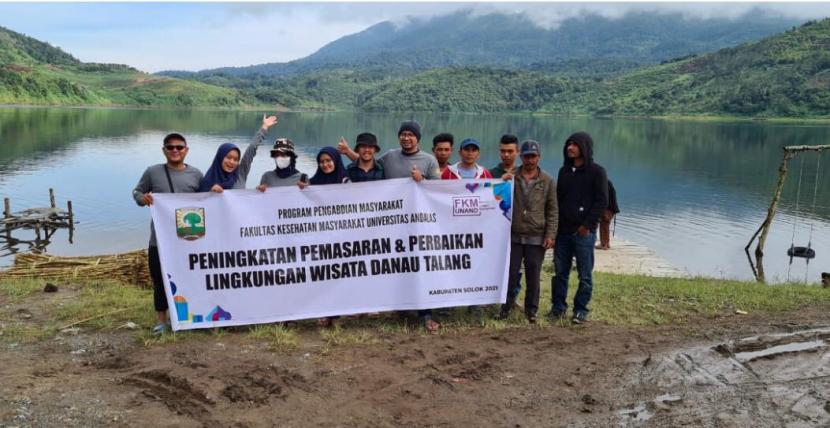 PROGRAM PENGABDIAN MASYARAKAT
FAKULTAS KESEHATAN MASYARAKAT UNIVERSITAS ANDALAS
FKM
UNAND
PENINGKATAN PEMASARAN & PERBAIKAN
LINGKUNGAN WISATA DANAU TALANG
KABUPATEN SOLOK 2021